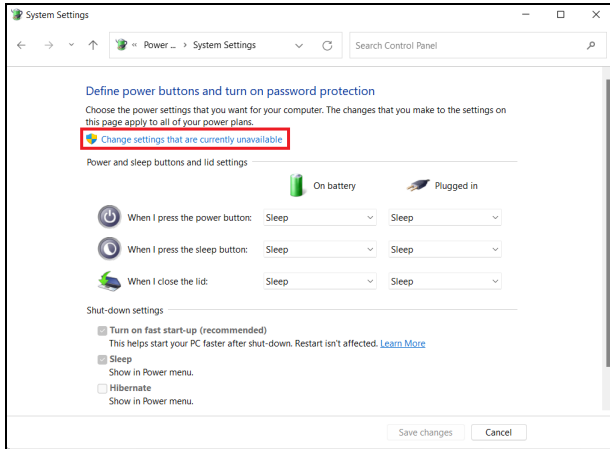 System Settings
« Power ... › System Settings
Search Control Panel
Define power buttons and turn on password protection
Choose the power settings that you want for your computer. The changes that you make to the settings on
this page apply to all of your power plans.
Change settings that are currently unavailable
Power and sleep buttons and lid settings
On battery Plugged in
When I press the power button: Sleep Sleep
When I press the sleep button: Sleep Sleep
When I close the lid: Sleep Sleep
Shut-down settings
Turn on fast start-up (recommended)
This helps start your PC faster after shut-down. Restart isn't affected. Learn More
Sleep
Show in Power menu.
Hibernate
Show in Power menu.
Save changes Cancel